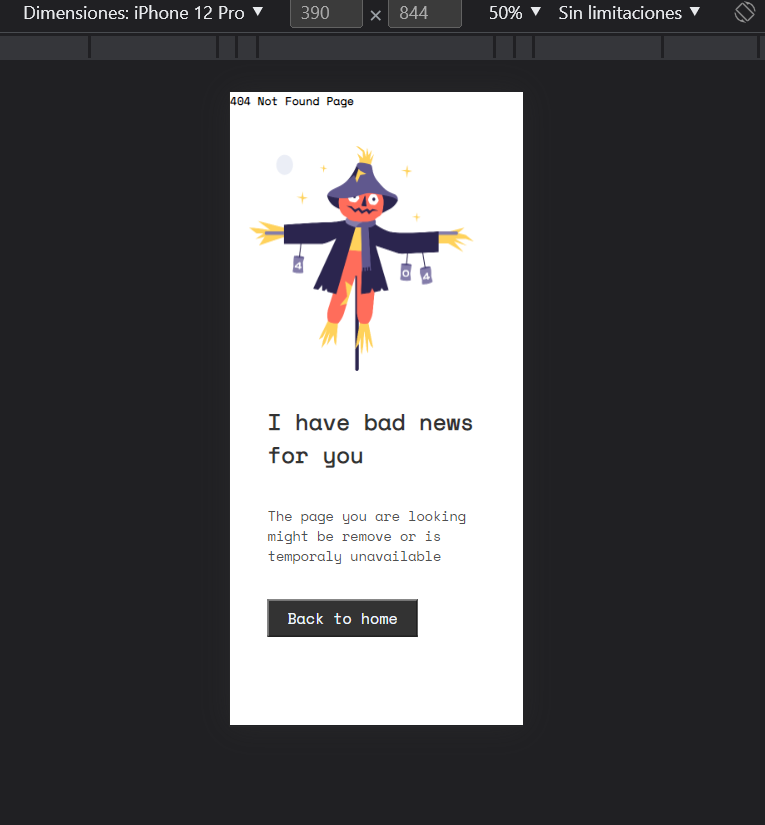 Dimensiones: iPhone 12 Pro ▼ 390 × 844 50% ▼ Sin limitaciones ▼
404 Not Found Page
4
0 4
I have bad news
for you
The page you are looking
might be remove or is
temporaly unavailable
Back to home